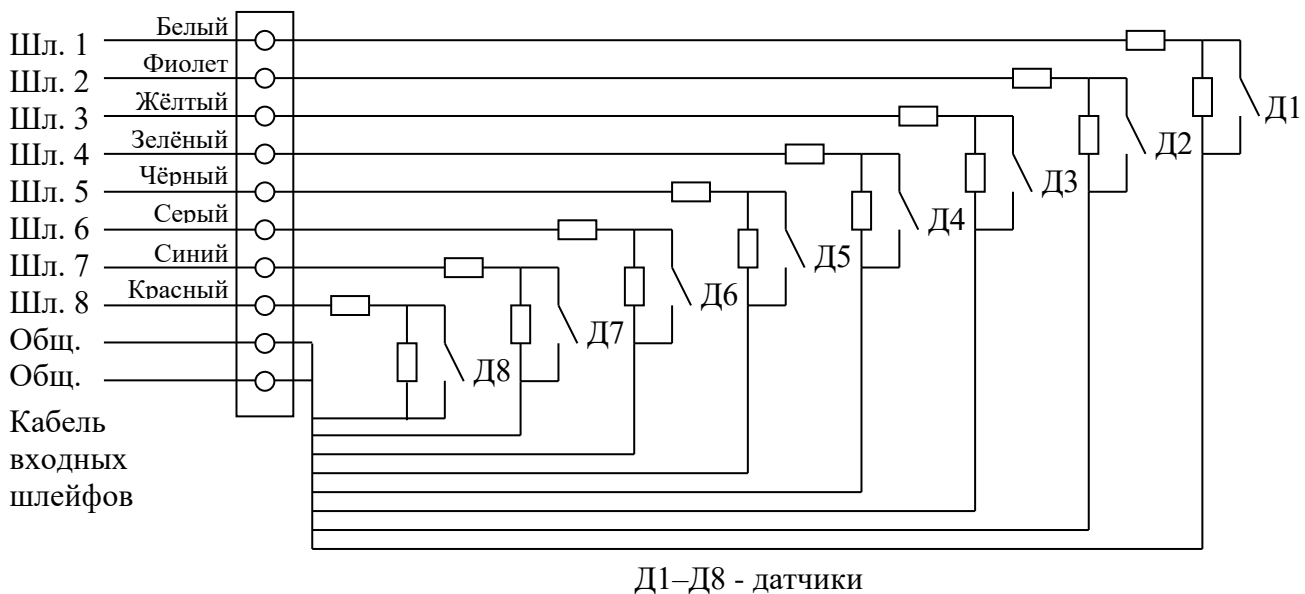 Шл. 1 Белый
Шл. 2 Фиолет
Шл. 3 Жёлтый
Шл. 4 Зелёный
Шл. 5 Чёрный
Шл. 6 Серый
Шл. 7 Синий
Шл. 8 Красный
Общ.
Общ.
Кабель
входных
шлейфов
Д1
Д2
Д3
Д4
Д5
Д6
Д7
Д8
Д1–Д8 - датчики